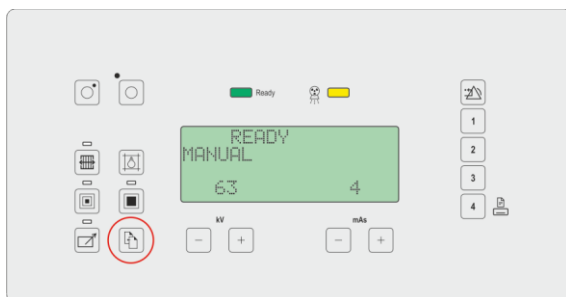 Ready
READY
MANUAL
63 4
kV mAs
- + - +
1
2
3
4